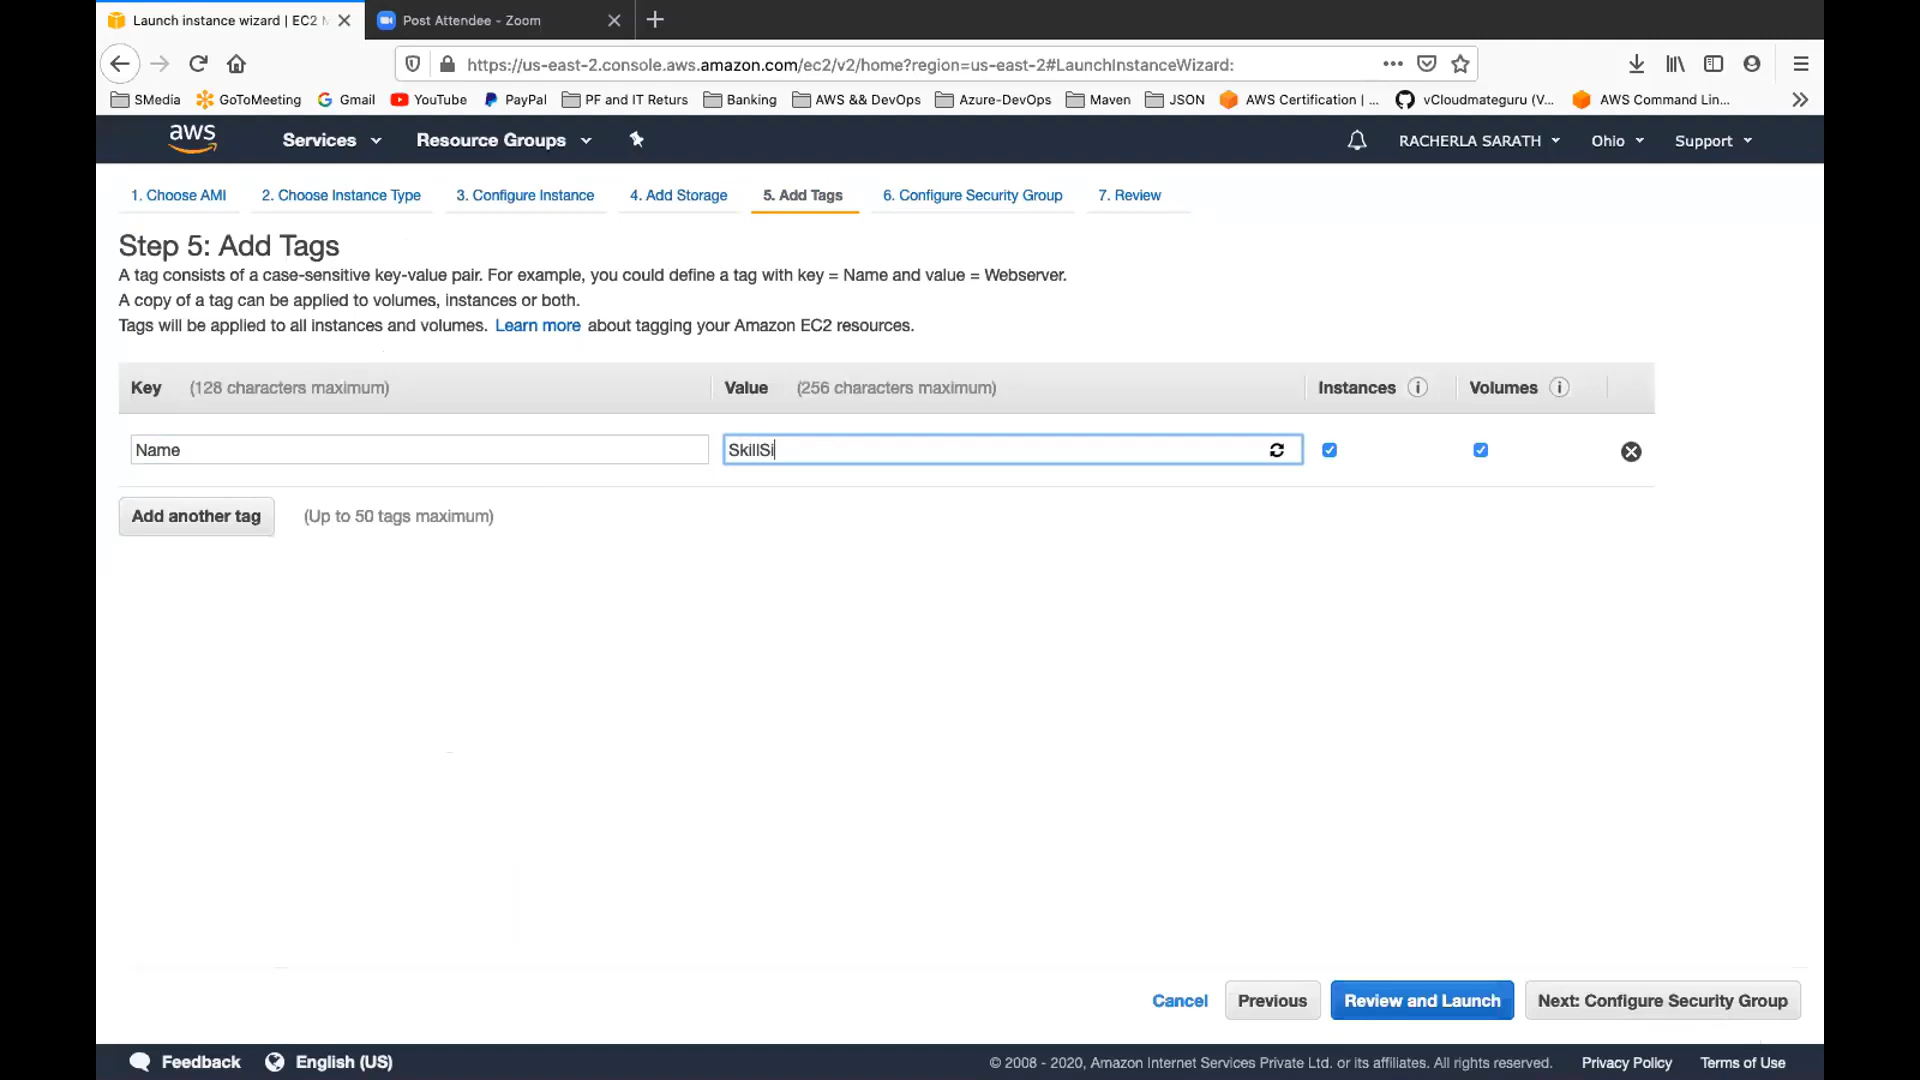 Launch instance wizard | EC2 M
Post Attendee - Zoom
https://us-east-2.console.aws.amazon.com/ec2/v2/home?region=us-east-2#LaunchInstanceWizard:
SMedia GoToMeeting Gmail YouTube PayPal PF and IT Returs Banking AWS && DevOps Azure-DevOps Maven JSON AWS Certification | ... vCloudmateguru (V... AWS Command Lin...
aws Services Resource Groups RACHERLA SARATH Ohio Support
1. Choose AMI 2. Choose Instance Type 3. Configure Instance 4. Add Storage 5. Add Tags 6. Configure Security Group 7. Review
Step 5: Add Tags
A tag consists of a case-sensitive key-value pair. For example, you could define a tag with key = Name and value = Webserver.
A copy of a tag can be applied to volumes, instances or both.
Tags will be applied to all instances and volumes. Learn more about tagging your Amazon EC2 resources.
Key (128 characters maximum) Value (256 characters maximum) Instances Volumes
Name SkillSi
Add another tag (Up to 50 tags maximum)
Cancel Previous Review and Launch Next: Configure Security Group
Feedback English (US) © 2008 - 2020, Amazon Internet Services Private Ltd. or its affiliates. All rights reserved. Privacy Policy Terms of Use